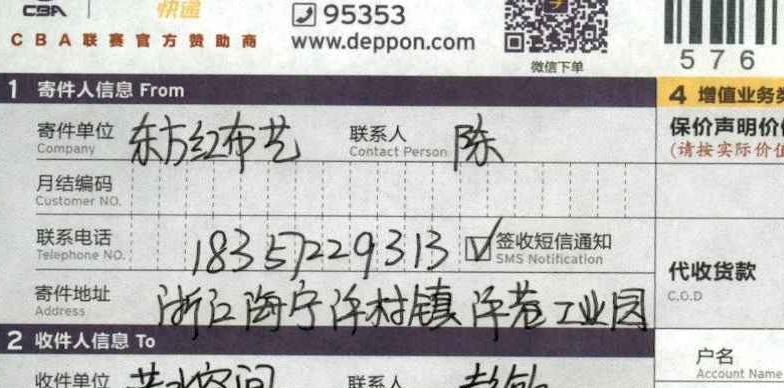 CBA 快递 95353
CBA联赛官方赞助商 www.deppon.com
微信下单
576
1 寄件人信息 From
4 增值业务
寄件单位 东方红布艺 联系人 陈
Company Contact Person
保价声明价
(请按实际价值
月结编码
Customer NO.
联系电话 18357229313 签收短信通知
Telephone NO. SMS Notification
代收货款
C.O.D
寄件地址 浙江海宁许村镇许巷工业园
Address
2 收件人信息 To
户名
Account Name
收件单位 联系人